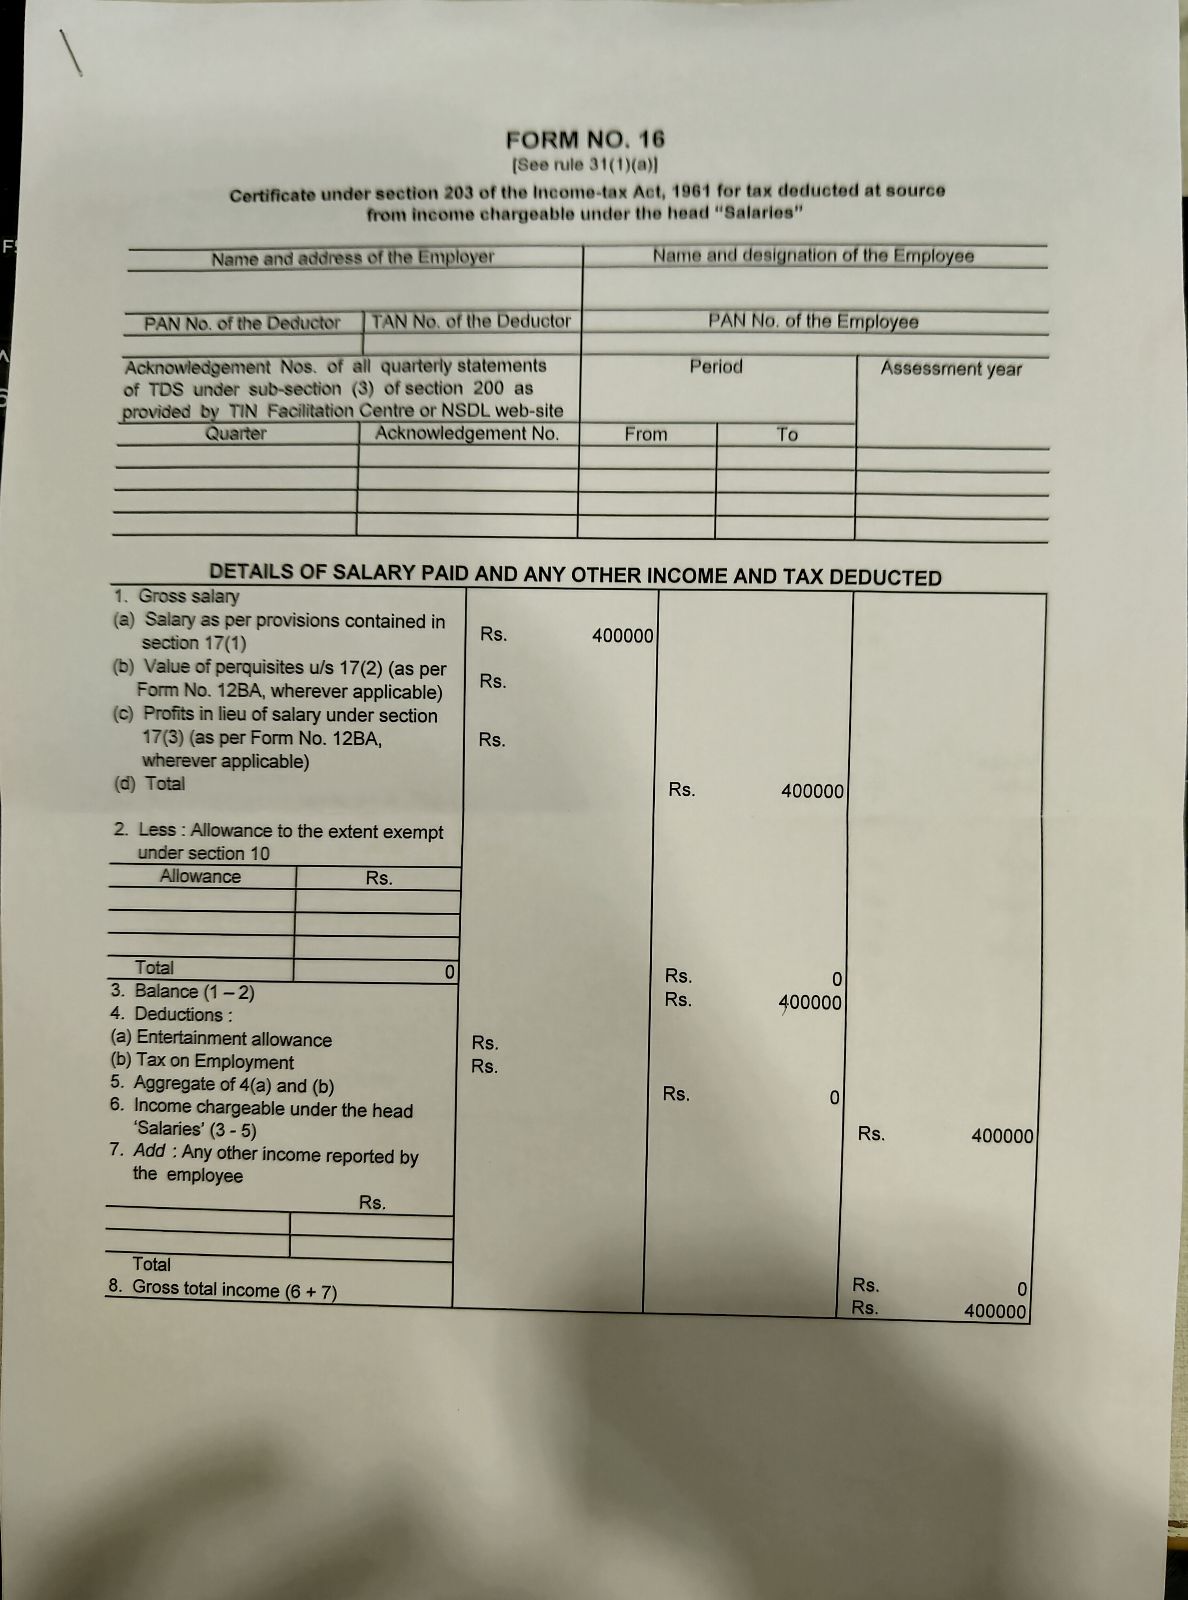 FORM NO. 16
[See rule 31(1)(a)]
Certificate under section 203 of the Income-tax Act, 1961 for tax deducted at source
from income chargeable under the head "Salaries"
Name and address of the Employer Name and designation of the Employee
PAN No. of the Deductor TAN No. of the Deductor PAN No. of the Employee
Acknowledgement Nos. of all quarterly statements Period Assessment year
of TDS under sub-section (3) of section 200 as
provided by TIN Facilitation Centre or NSDL web-site
Quarter Acknowledgement No. From To
DETAILS OF SALARY PAID AND ANY OTHER INCOME AND TAX DEDUCTED
1. Gross salary
(a) Salary as per provisions contained in
section 17(1) Rs. 400000
(b) Value of perquisites u/s 17(2) (as per
Form No. 12BA, wherever applicable) Rs.
(c) Profits in lieu of salary under section
17(3) (as per Form No. 12BA, Rs.
wherever applicable)
(d) Total Rs. 400000
2. Less : Allowance to the extent exempt
under section 10
Allowance Rs.
Total 0 Rs. 0
3. Balance (1 – 2) Rs. 400000
4. Deductions :
(a) Entertainment allowance Rs.
(b) Tax on Employment Rs.
5. Aggregate of 4(a) and (b) Rs. 0
6. Income chargeable under the head
'Salaries' (3 - 5) Rs. 400000
7. Add : Any other income reported by
the employee
Rs.
Total Rs. 0
8. Gross total income (6 + 7) Rs. 400000